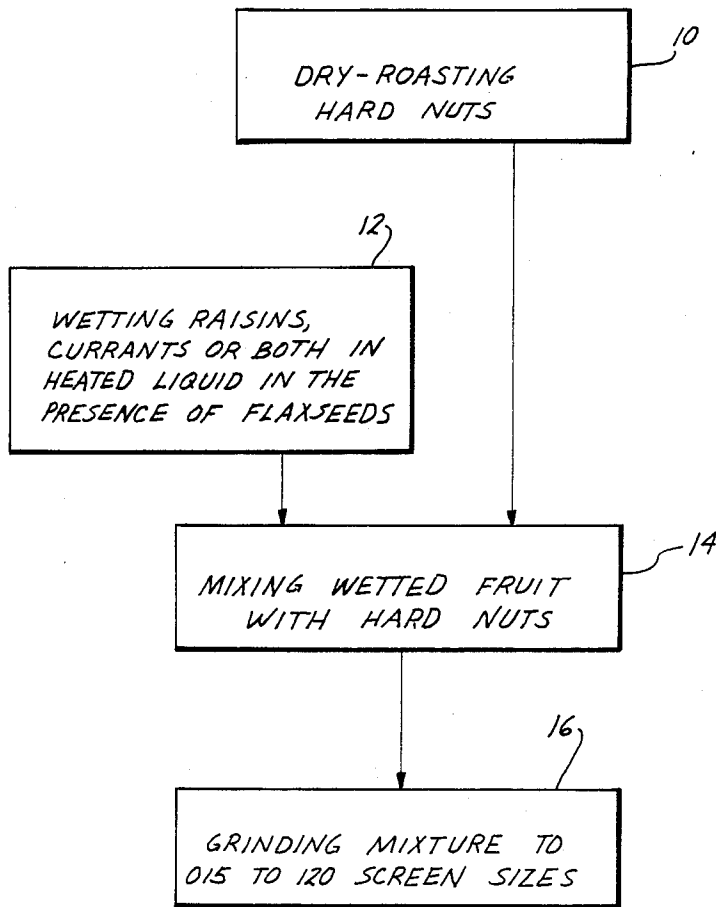 10
DRY-ROASTING
HARD NUTS
12
WETTING RAISINS,
CURRANTS OR BOTH IN
HEATED LIQUID IN THE
PRESENCE OF FLAXSEEDS
14
MIXING WETTED FRUIT
WITH HARD NUTS
16
GRINDING MIXTURE TO
015 TO 120 SCREEN SIZES